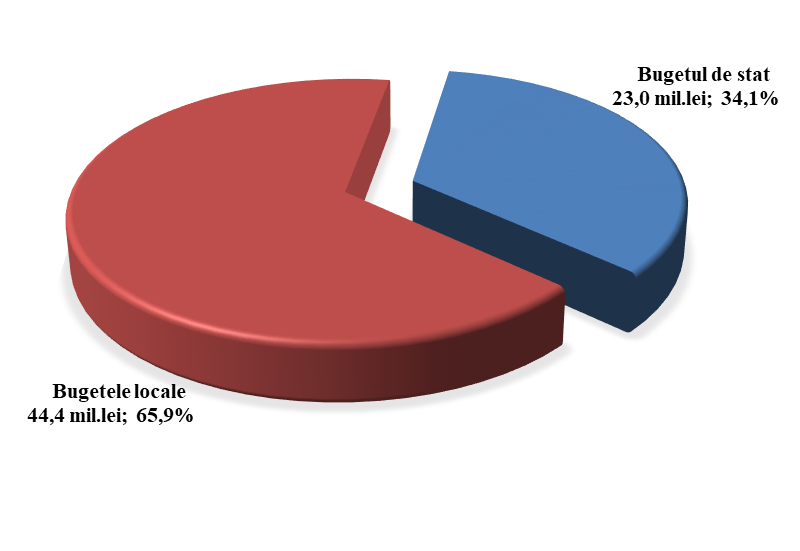 Bugetul de stat
23,0 mil.lei; 34,1%
Bugetele locale
44,4 mil.lei; 65,9%